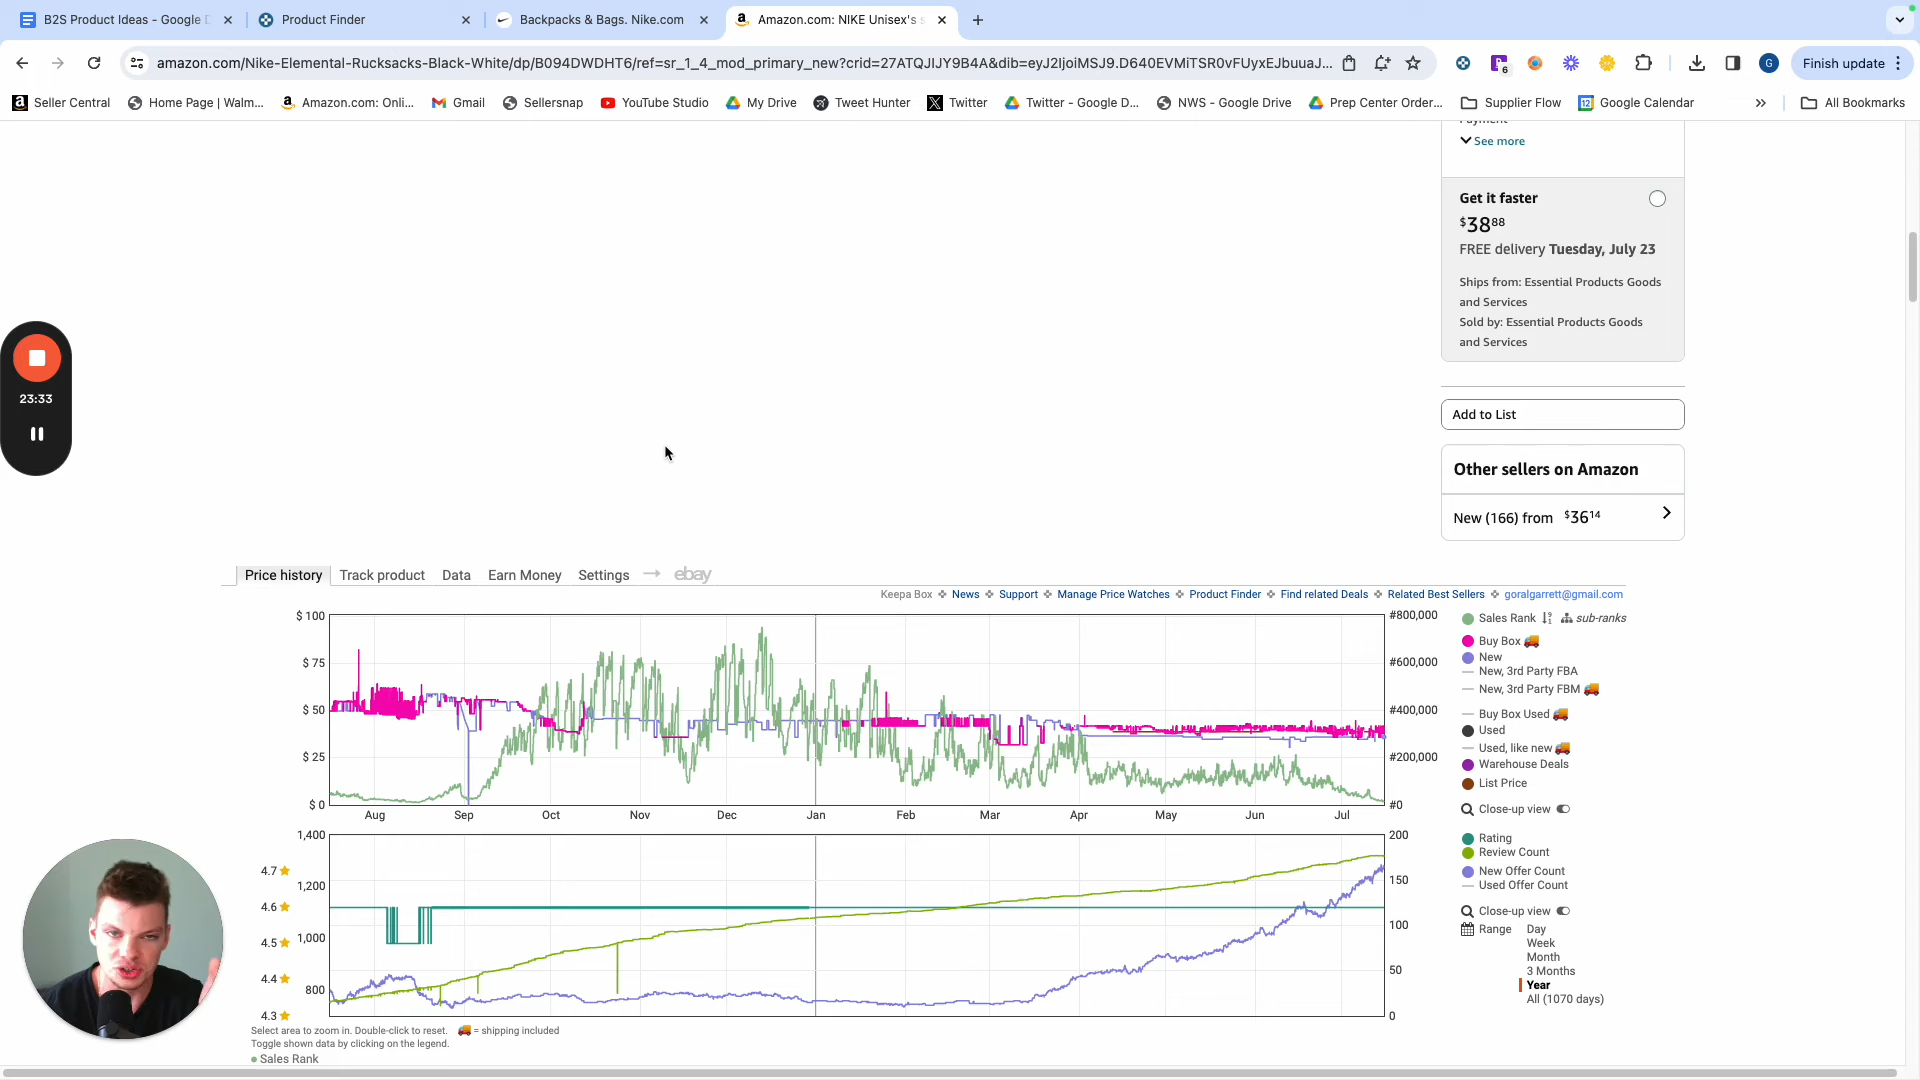 B2S Product Ideas - Google D
Product Finder
Backpacks & Bags. Nike.com
Amazon.com: NIKE Unisex's s
amazon.com/Nike-Elemental-Rucksacks-Black-White/dp/B094DWDHT6/ref=sr_1_4_mod_primary_new?crid=27ATQJIJY9B4A&dib=eyJ2IjoiMSJ9.D640EVMiTSR0vFUyxEJbuuaJ...
6
G
Finish update
Seller Central
Home Page | Walm...
Amazon.com: Onli...
Gmail
Sellersnap
YouTube Studio
My Drive
Tweet Hunter
Twitter
Twitter - Google D...
NWS - Google Drive
Prep Center Order...
Supplier Flow
Google Calendar
»
All Bookmarks
Payment
See more
Get it faster
$38 88
FREE delivery Tuesday, July 23
Ships from: Essential Products Goods
and Services
Sold by: Essential Products Goods
and Services
23:33
Add to List
Other sellers on Amazon
New (166) from $36 14
Price history
Track product
Data
Earn Money
Settings
ebay
Keepa Box
News
Support
Manage Price Watches
Product Finder
Find related Deals
Related Best Sellers
goralgarrett@gmail.com
$ 100
$ 75
$ 50
$ 25
$ 0
#800,000
#600,000
#400,000
#200,000
#0
Aug
Sep
Oct
Nov
Dec
Jan
Feb
Mar
Apr
May
Jun
Jul
Sales Rank
sub-ranks
Buy Box
New
New, 3rd Party FBA
New, 3rd Party FBM
Buy Box Used
Used
Used, like new
Warehouse Deals
List Price
Close-up view
1,400
1,200
1,000
800
4.7
4.6
4.5
4.4
4.3
200
150
100
50
0
Rating
Review Count
New Offer Count
Used Offer Count
Close-up view
Range
Day
Week
Month
3 Months
Year
All (1070 days)
Select area to zoom in. Double-click to reset.
= shipping included
Toggle shown data by clicking on the legend.
Sales Rank